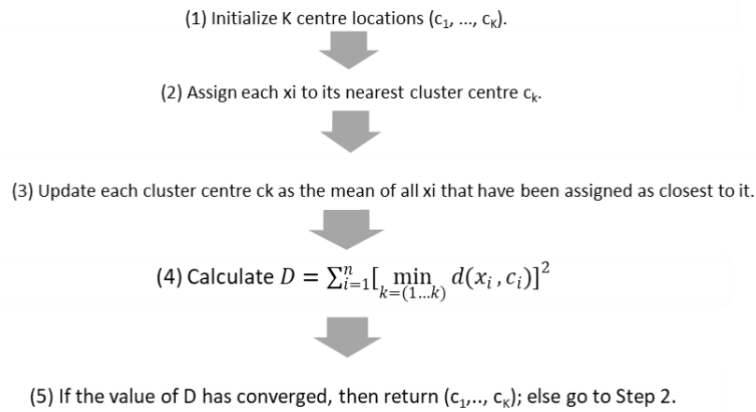 (1) Initialize K centre locations (c₁, ..., cₖ).
(2) Assign each xi to its nearest cluster centre cₖ.
(3) Update each cluster centre ck as the mean of all xi that have been assigned as closest to it.
(4) Calculate D = ∑ⁿᵢ₌₁[ min k=(1...k) d(xᵢ , cᵢ)]²
(5) If the value of D has converged, then return (c₁,.., cₖ); else go to Step 2.